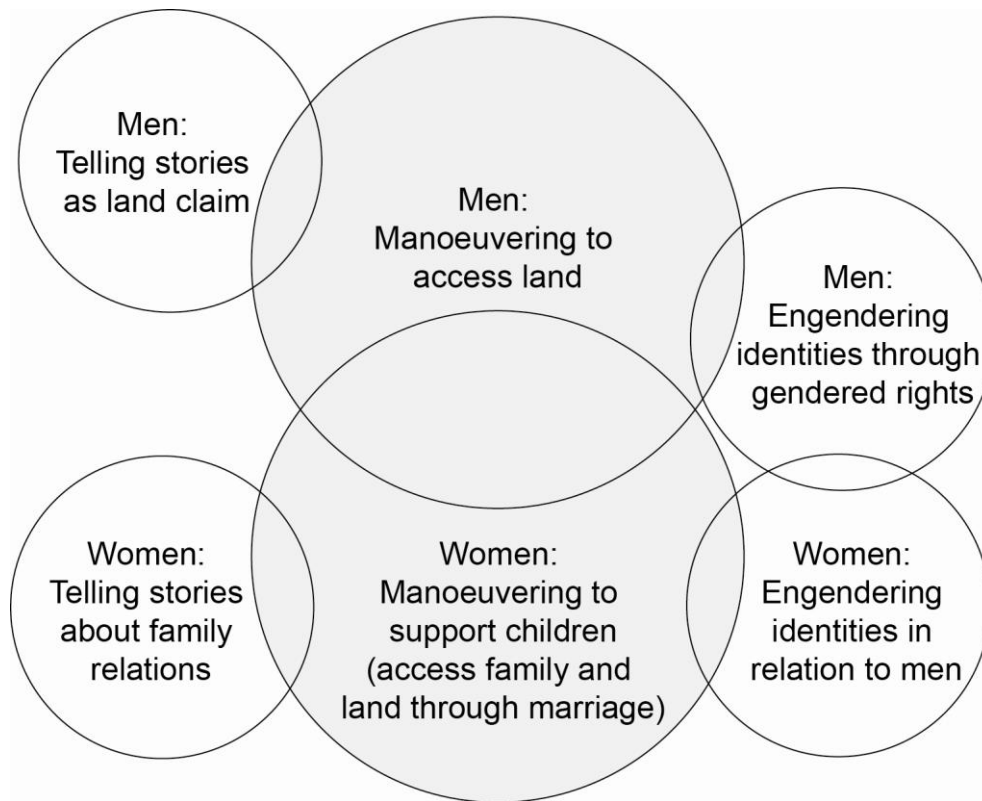 Men:
Telling stories
as land claim
Men:
Manoeuvering to
access land
Men:
Engendering
identities through
gendered rights
Women:
Telling stories
about family
relations
Women:
Manoeuvering to
support children
(access family and
land through marriage)
Women:
Engendering
identities in
relation to men